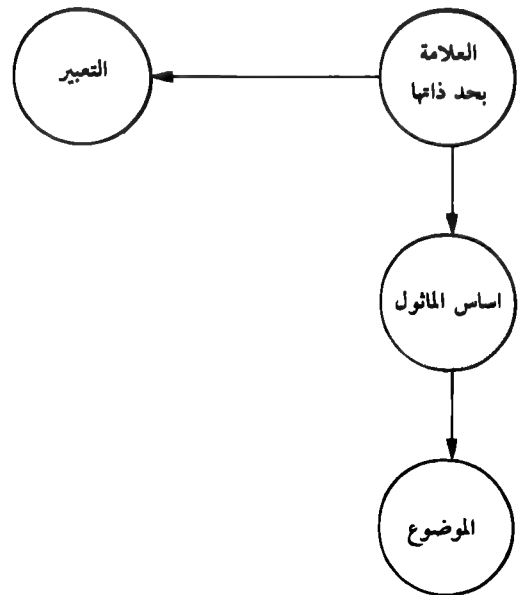 العلامة
بحد ذاتها
التعبير
اساس الماثول
الموضوع